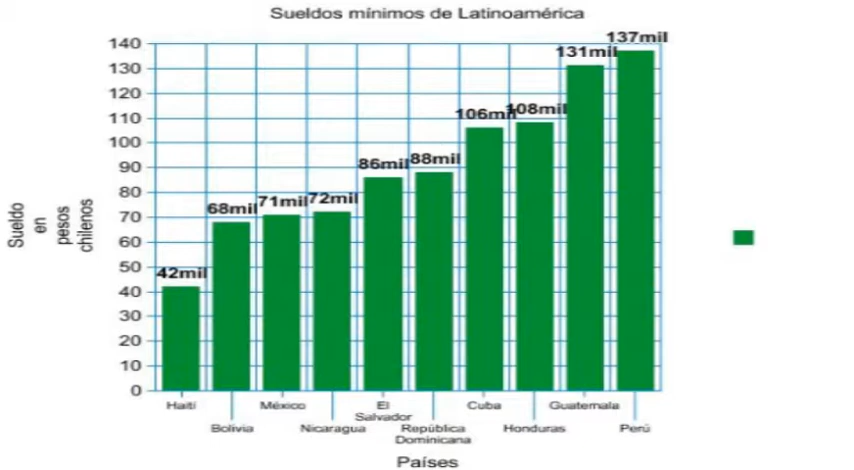 Sueldos mínimos de Latinoamérica
140
130
120
110
100
90
80
70
60
50
40
30
20
10
0
Sueldo
en
pesos
chilenos
42mil
68mil
71mil
72mil
86mil
88mil
106mil
108mil
131mil
137mil
Haití
Bolivia
México
Nicaragua
El
Salvador
República
Dominicana
Cuba
Honduras
Guatemala
Perú
Países